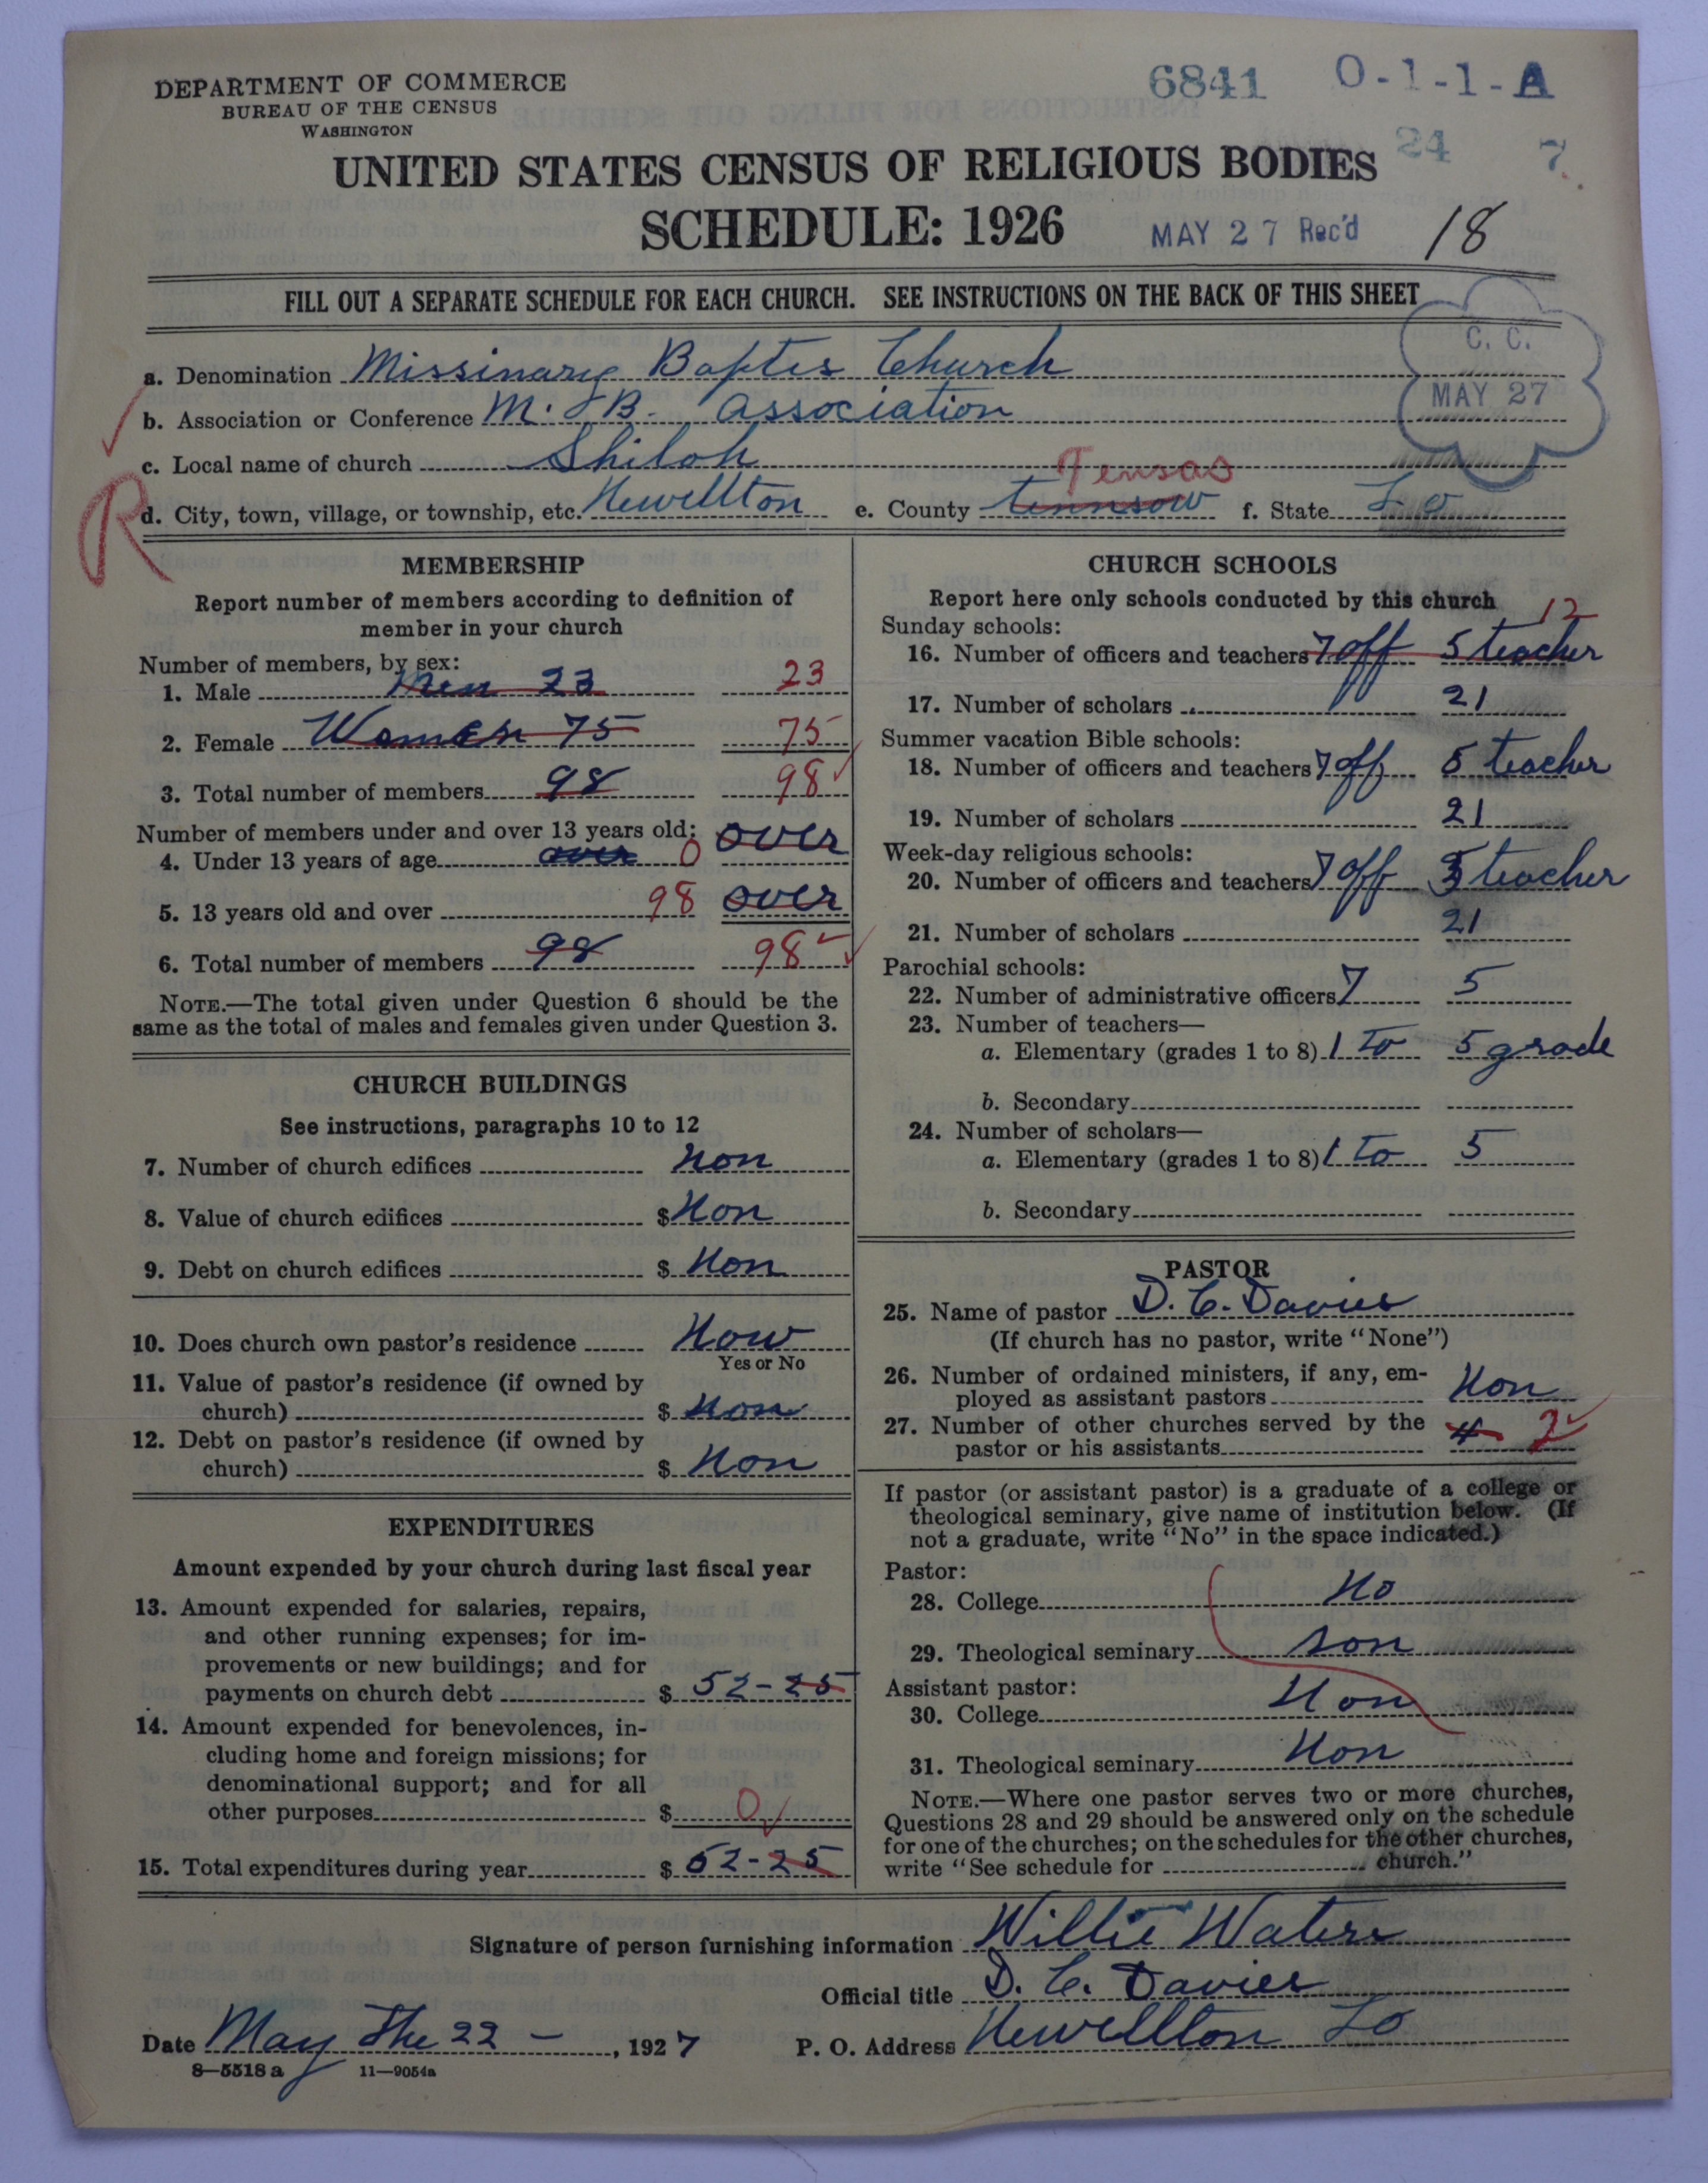 DEPARTMENT OF COMMERCE
BUREAU OF THE CENSUS
WASHINGTON
6841 0-1-1-A
24 7
UNITED STATES CENSUS OF RELIGIOUS BODIES
SCHEDULE: 1926
MAY 27 Rec'd 18
FILL OUT A SEPARATE SCHEDULE FOR EACH CHURCH. SEE INSTRUCTIONS ON THE BACK OF THIS SHEET
C. C.
MAY 27
a. Denomination Missinary Baptis Church
b. Association or Conference M. B. Association
c. Local name of church Shiloh
Tensas
d. City, town, village, or township, etc. Newellton e. County tennsow f. State La
R
MEMBERSHIP
Report number of members according to definition of
member in your church
Number of members, by sex:
1. Male Men 23 23
2. Female Women 75 75
3. Total number of members 98 98
Number of members under and over 13 years old: over
4. Under 13 years of age over 0
5. 13 years old and over 98 over
6. Total number of members 98 98
NOTE.—The total given under Question 6 should be the
same as the total of males and females given under Question 3.
CHURCH BUILDINGS
See instructions, paragraphs 10 to 12
7. Number of church edifices Non
8. Value of church edifices $ Non
9. Debt on church edifices $ Non
10. Does church own pastor's residence Now
Yes or No
11. Value of pastor's residence (if owned by
church) $ Non
12. Debt on pastor's residence (if owned by
church) $ Non
EXPENDITURES
Amount expended by your church during last fiscal year
13. Amount expended for salaries, repairs,
and other running expenses; for im-
provements or new buildings; and for
payments on church debt $ 52-25
14. Amount expended for benevolences, in-
cluding home and foreign missions; for
denominational support; and for all
other purposes $ 0
15. Total expenditures during year $ 52-25
CHURCH SCHOOLS
Report here only schools conducted by this church
12
Sunday schools:
16. Number of officers and teachers 7 off 5 teacher
17. Number of scholars 21
Summer vacation Bible schools:
18. Number of officers and teachers 7 off 5 teacher
19. Number of scholars 21
Week-day religious schools:
20. Number of officers and teachers 7 off 5 teacher
21. Number of scholars 21
Parochial schools:
22. Number of administrative officers 7 5
23. Number of teachers—
a. Elementary (grades 1 to 8) 1 to 5 grade
b. Secondary
24. Number of scholars—
a. Elementary (grades 1 to 8) 1 to 5
b. Secondary
PASTOR
25. Name of pastor D. C. Davies
(If church has no pastor, write "None")
26. Number of ordained ministers, if any, em-
ployed as assistant pastors Non
27. Number of other churches served by the
pastor or his assistants 4 2
If pastor (or assistant pastor) is a graduate of a college or
theological seminary, give name of institution below. (If
not a graduate, write "No" in the space indicated.)
Pastor:
28. College No
29. Theological seminary son
Assistant pastor:
30. College Non
31. Theological seminary Non
NOTE.—Where one pastor serves two or more churches,
Questions 28 and 29 should be answered only on the schedule
for one of the churches; on the schedules for the other churches,
write "See schedule for church."
Signature of person furnishing information Willie Waters
Official title D. C. Davies
Date May the 22 — , 1927 P. O. Address Newellton La
8—5518 a 11—9054a